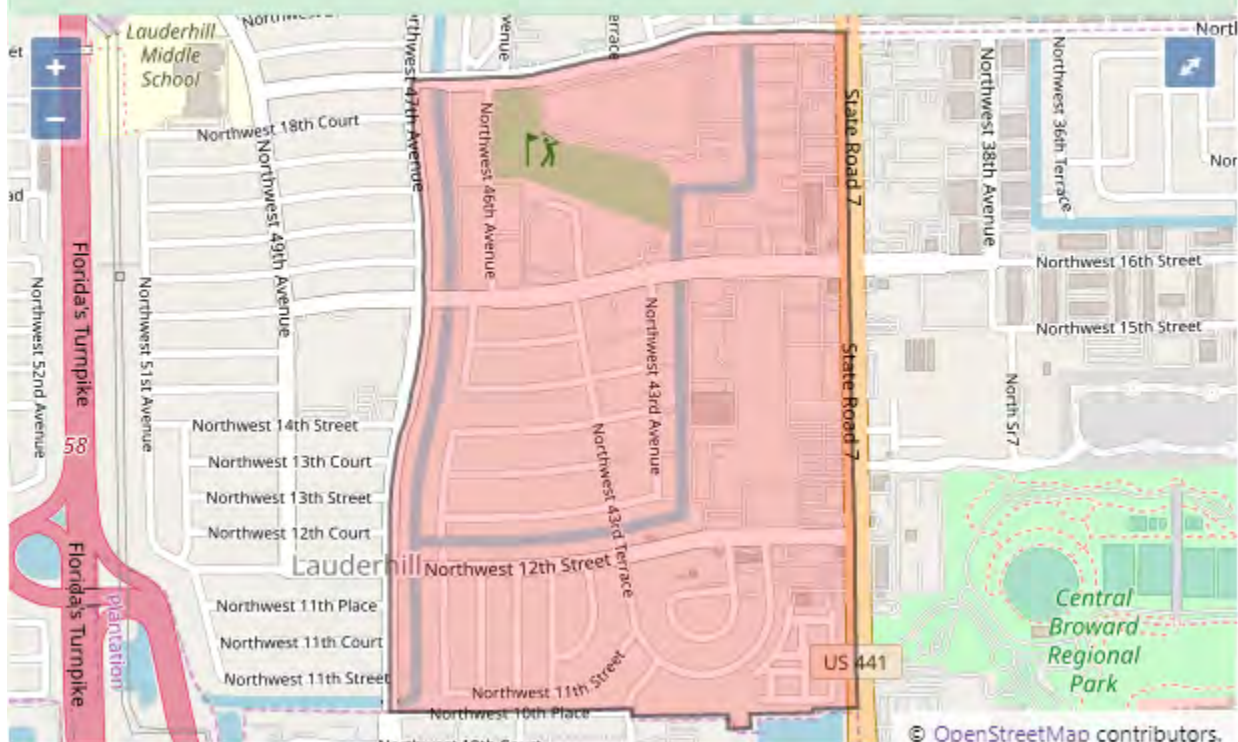 Lauderhill
Middle
School
+
−
Northwest 18th Court
Northwest 49th Avenue
Northwest 46th Avenue
State Road 7
Northwest 38th Avenue
Northwest 36th Terrace
Florida's Turnpike
Northwest 52nd Avenue
Northwest 51st Avenue
58
Northwest 16th Street
Northwest 15th Street
Northwest 43rd Avenue
State Road 7
North Sr7
Northwest 14th Street
Northwest 13th Court
Northwest 13th Street
Northwest 12th Court
Northwest 43rd Terrace
Lauderhill
Northwest 12th Street
Northwest 11th Place
Northwest 11th Court
Northwest 11th Street
Northwest 11th Street
Northwest 10th Place
Florida's Turnpike
plantation
Central
Broward
Regional
Park
US 441
© OpenStreetMap contributors.